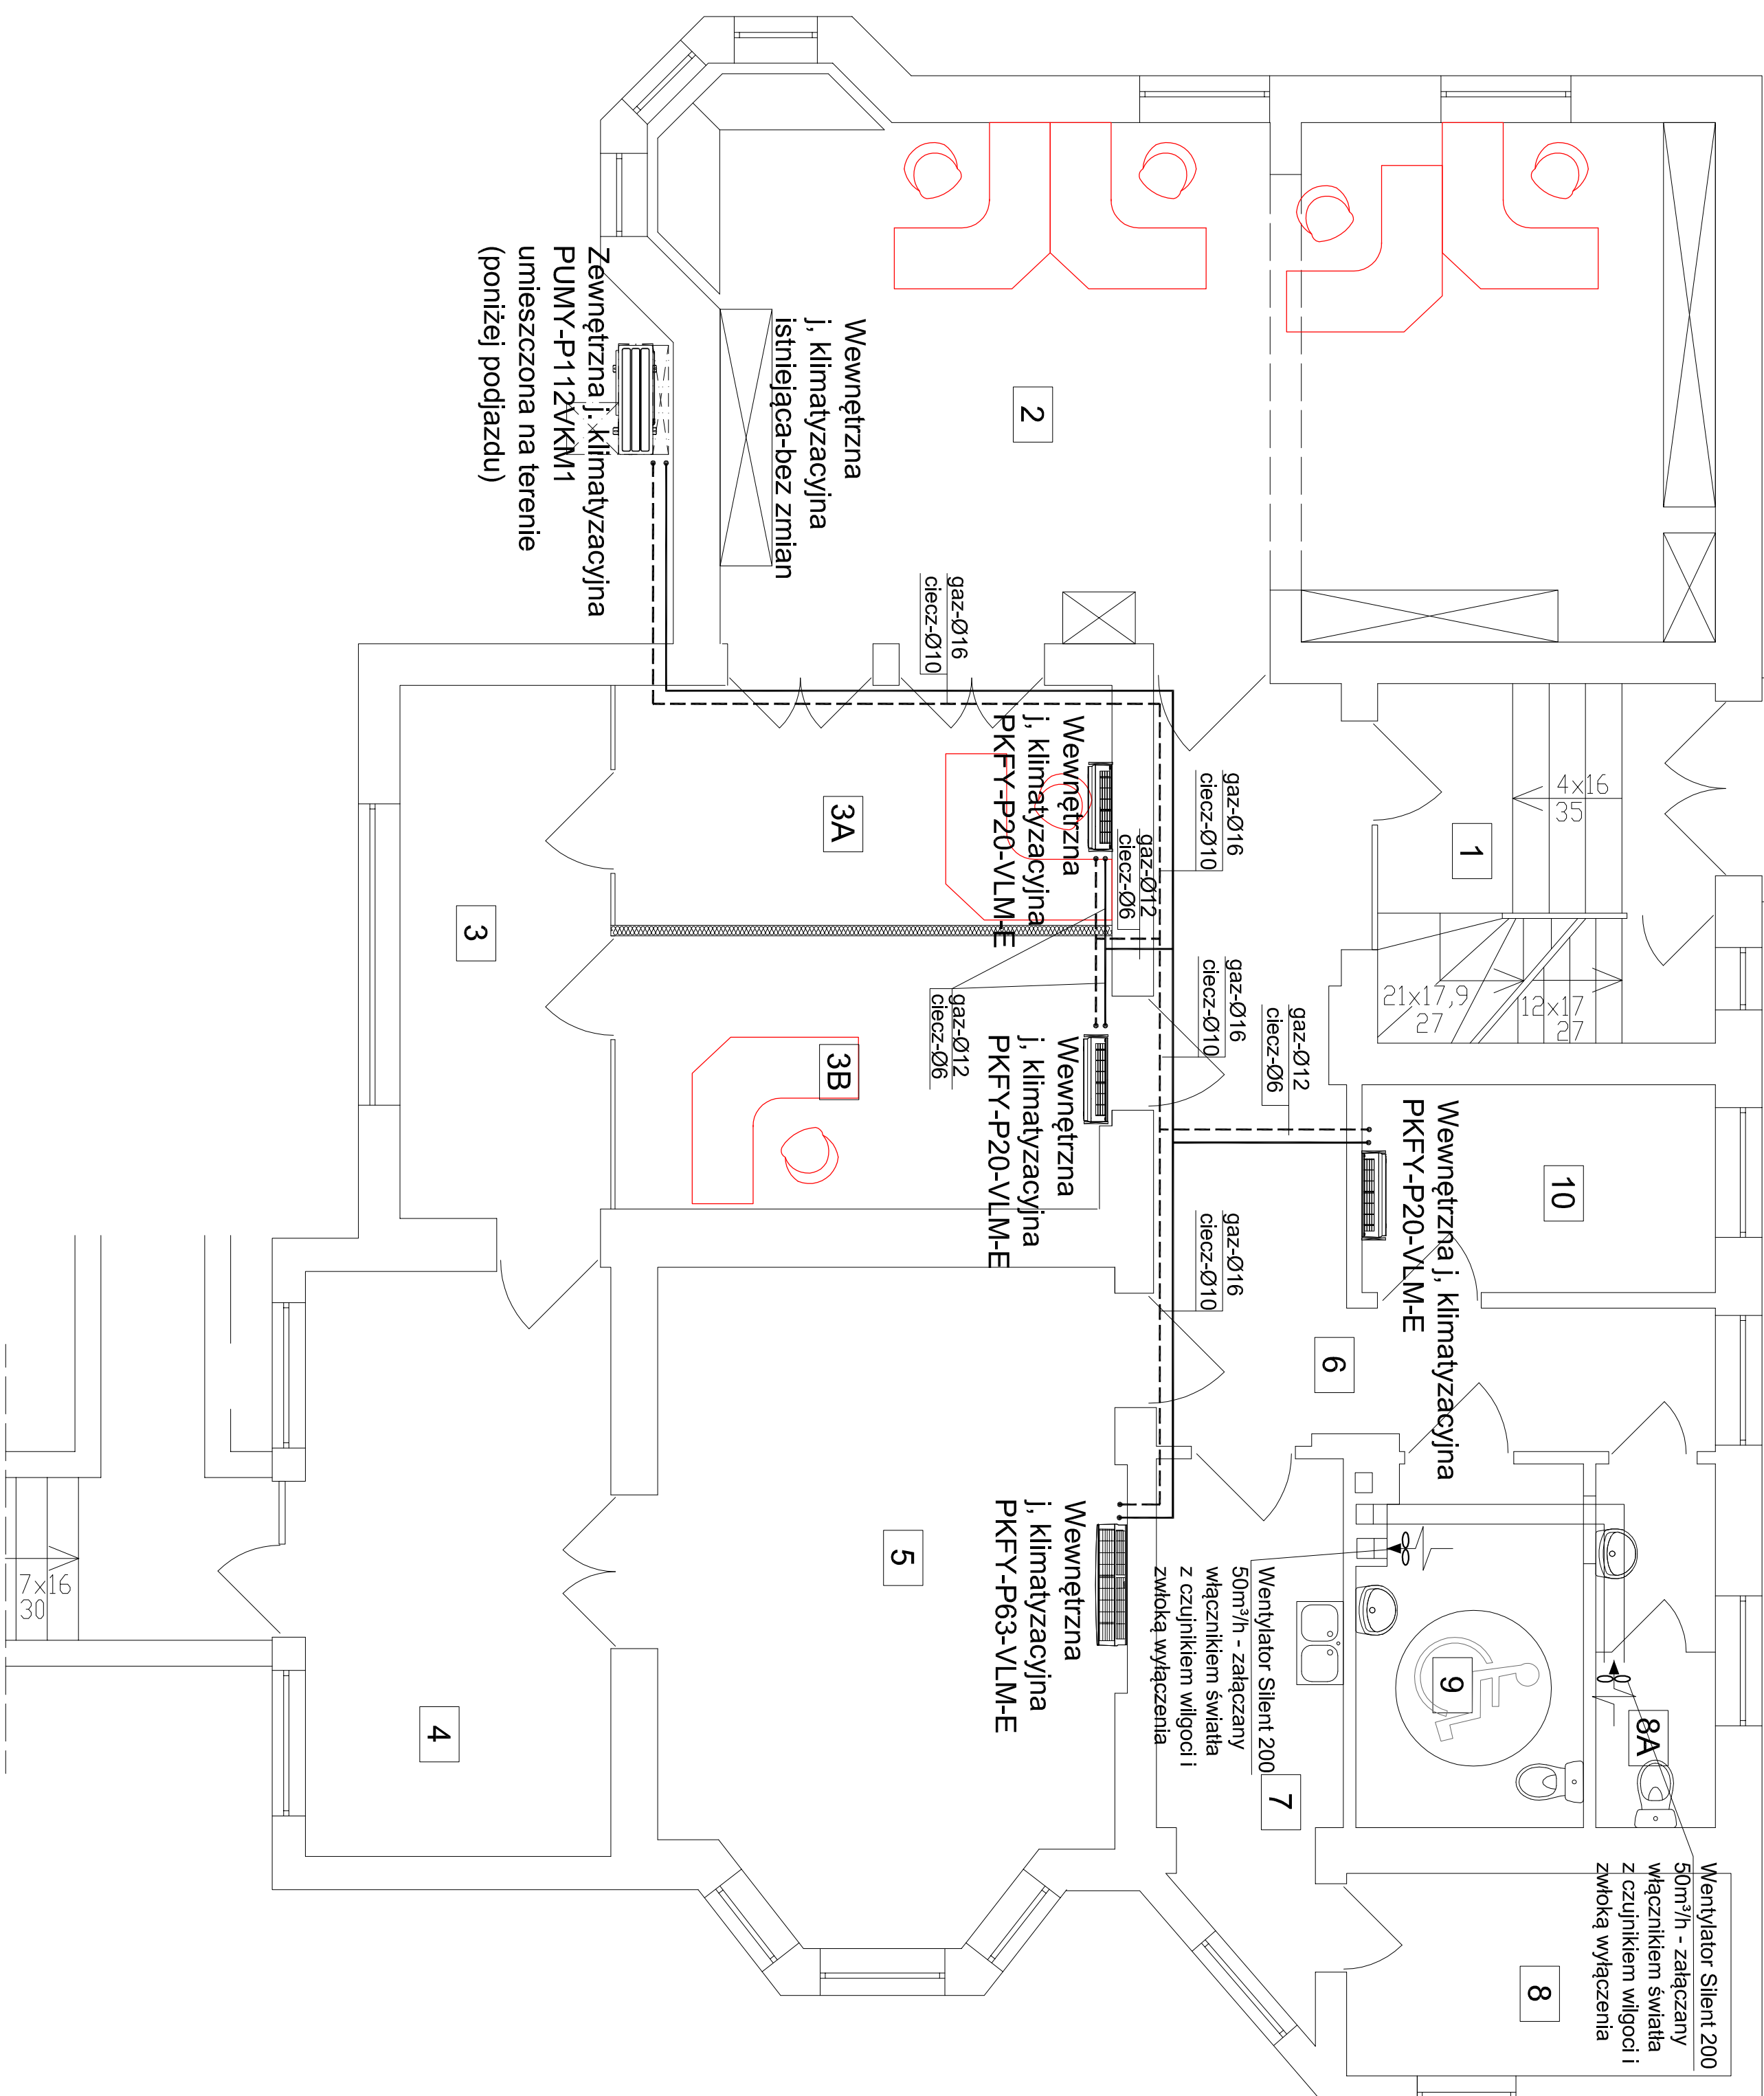 Wentylator Silent 200
50m³/h - załączany
włącznikiem światła
z czujnikiem wilgoci i
zwłoką wyłączenia
8
8A
4x16
35
1
21x17,9
27
12x17
27
10
Wewnętrzna j, klimatyzacyjna
PKFY-P20-VLM-E
9
6
7
Wentylator Silent 200
50m³/h - załączany
włącznikiem światła
z czujnikiem wilgoci i
zwłoką wyłączenia
gaz-Ø12
ciecz-Ø6
gaz-Ø16
ciecz-Ø10
gaz-Ø16
ciecz-Ø10
gaz-Ø16
ciecz-Ø10
gaz-Ø12
ciecz-Ø6
2
Wewnętrzna
j, klimatyzacyjna
PKFY-P20-VLM-E
Wewnętrzna
j, klimatyzacyjna
PKFY-P20-VLM-E
Wewnętrzna
j, klimatyzacyjna
PKFY-P63-VLM-E
gaz-Ø16
ciecz-Ø10
gaz-Ø12
ciecz-Ø6
Wewnętrzna
j, klimatyzacyjna
istniejąca-bez zmian
3A
3B
5
Zewnętrzna j. klimatyzacyjna
PUMY-P112VKM1
umieszczona na terenie
(poniżej podjazdu)
3
4
7x16
30